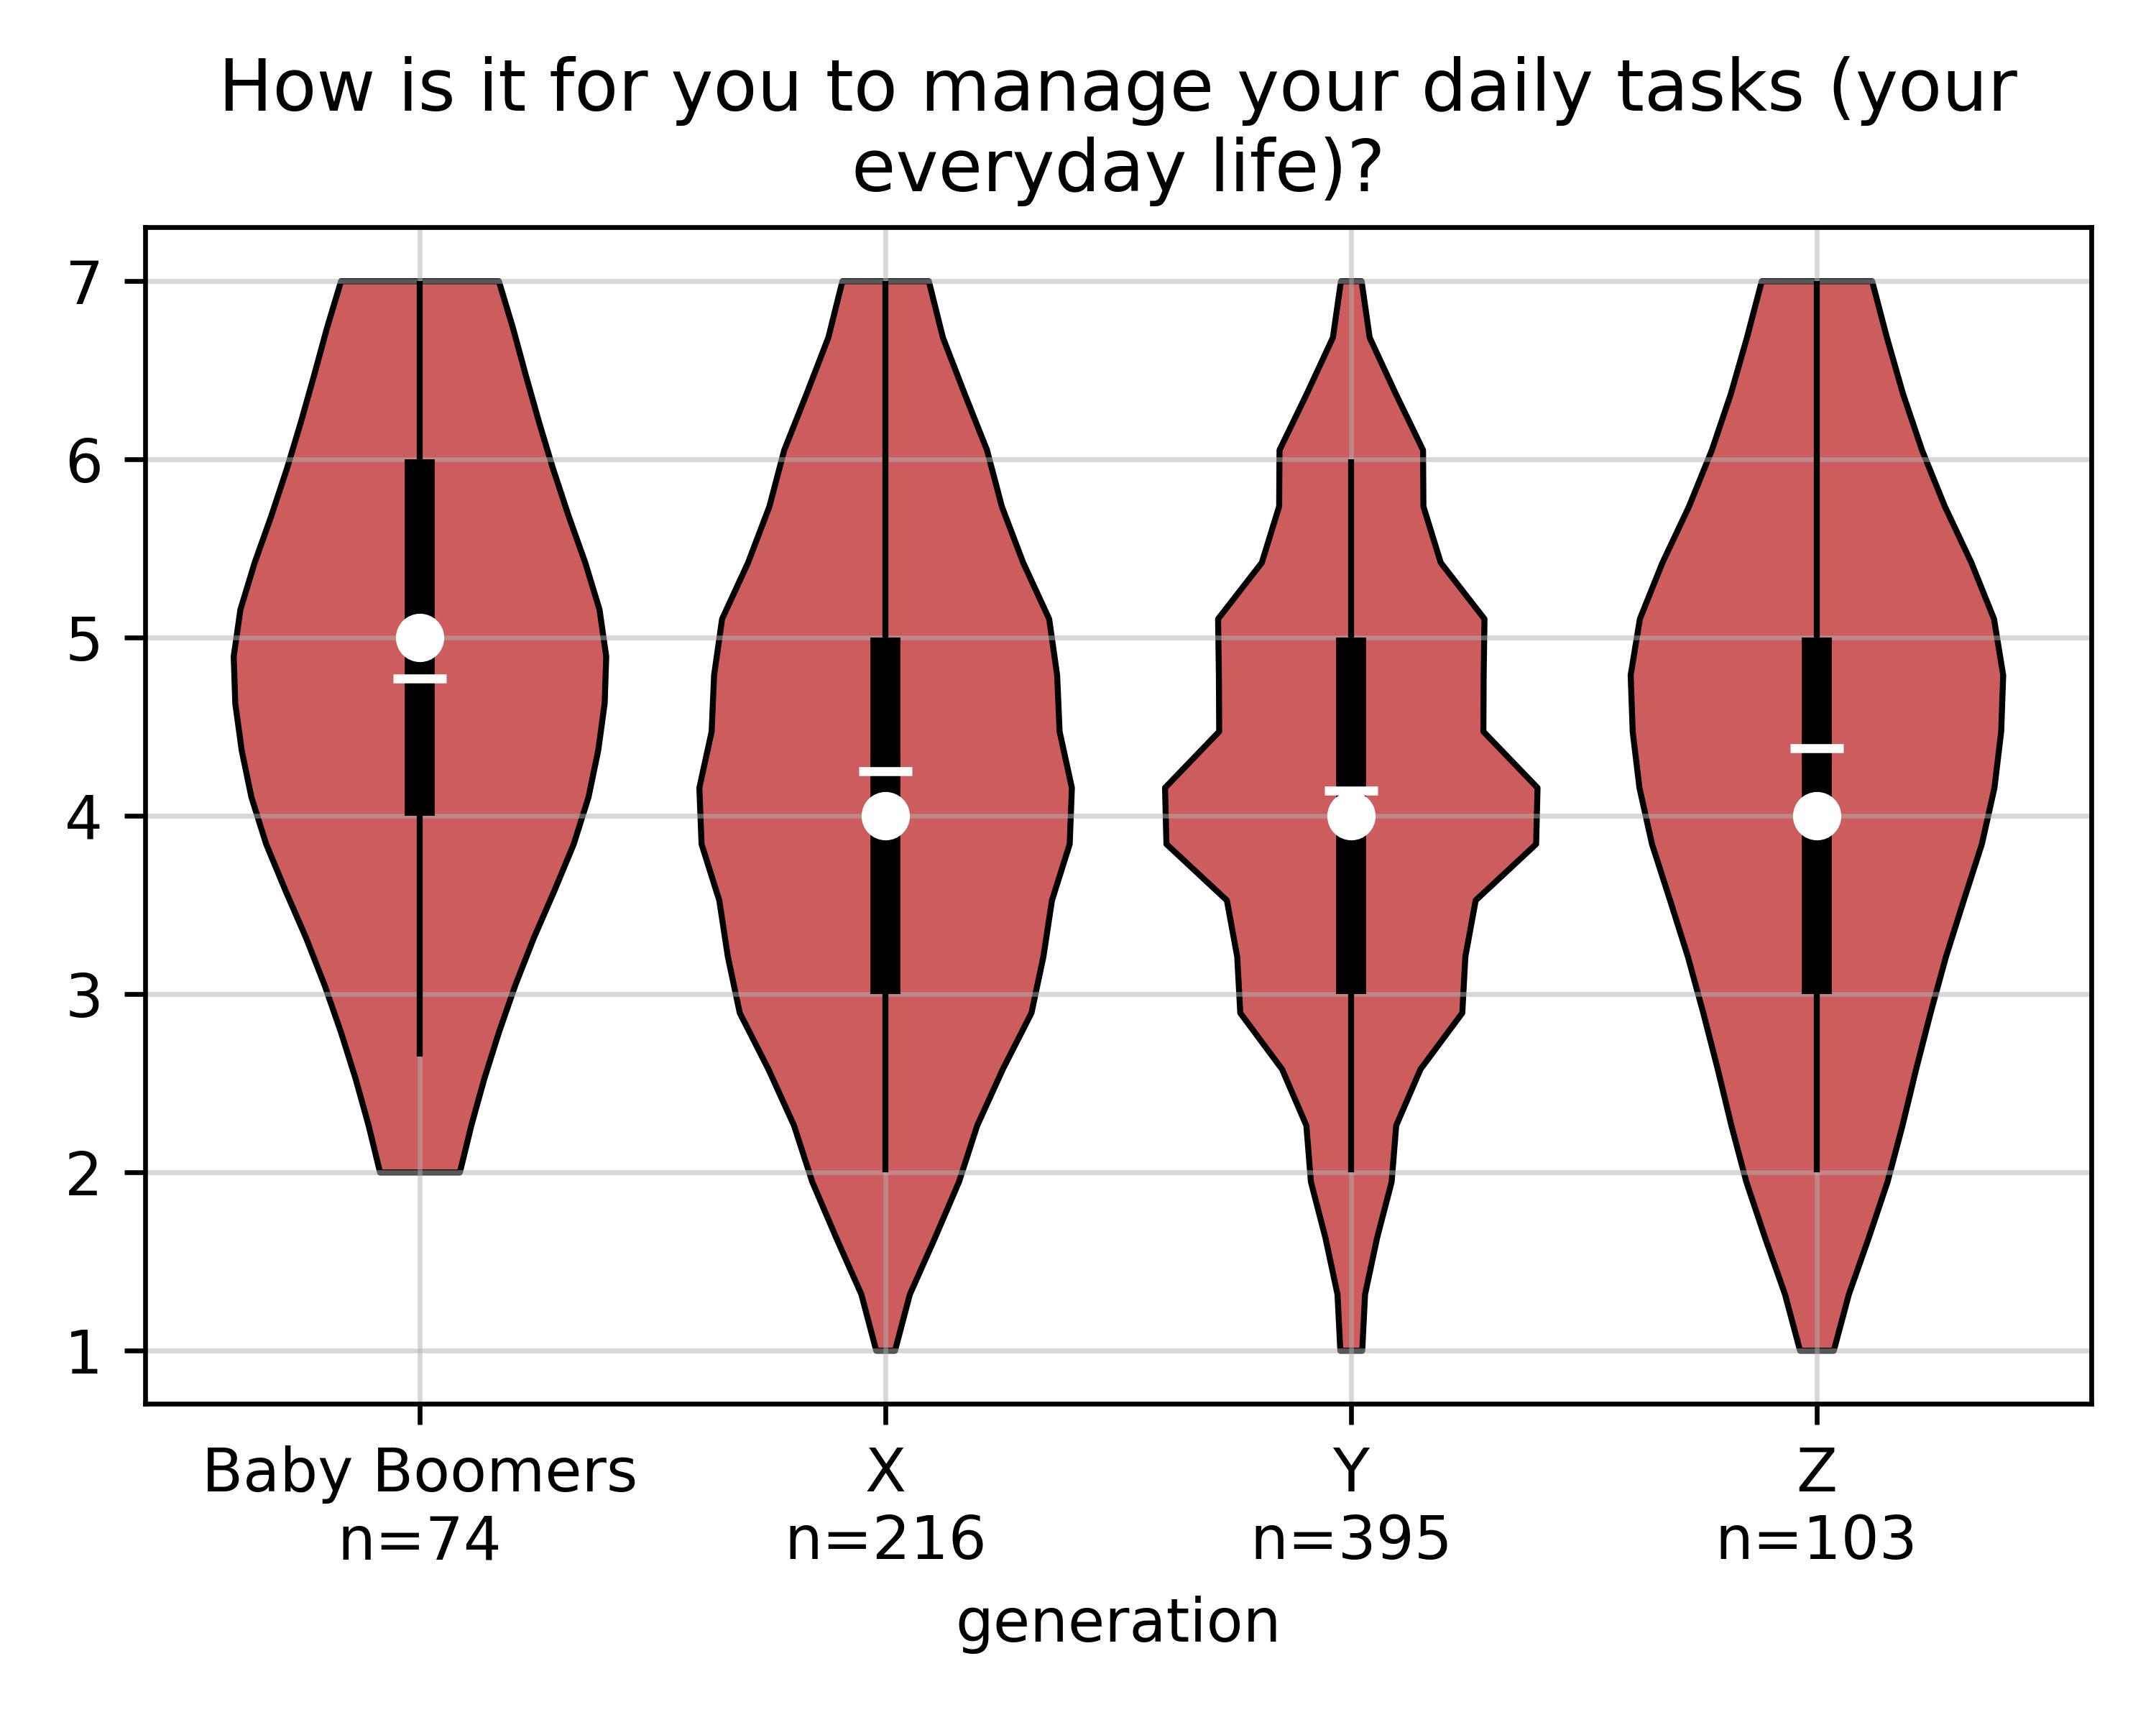 How is it for you to manage your daily tasks (your
everyday life)?
7
6
5
4
3
2
1
Baby Boomers
n=74
X
n=216
Y
n=395
Z
n=103
generation